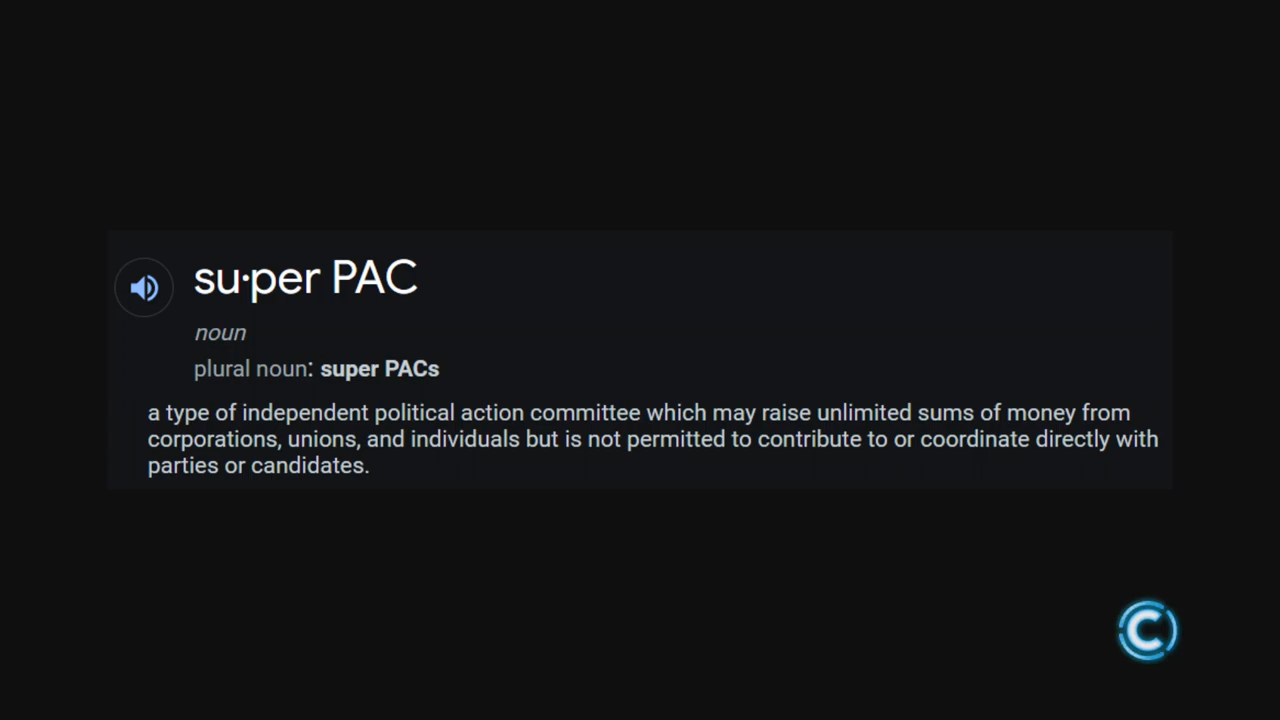 su·per PAC
noun
plural noun: super PACs
a type of independent political action committee which may raise unlimited sums of money from
corporations, unions, and individuals but is not permitted to contribute to or coordinate directly with
parties or candidates.
C